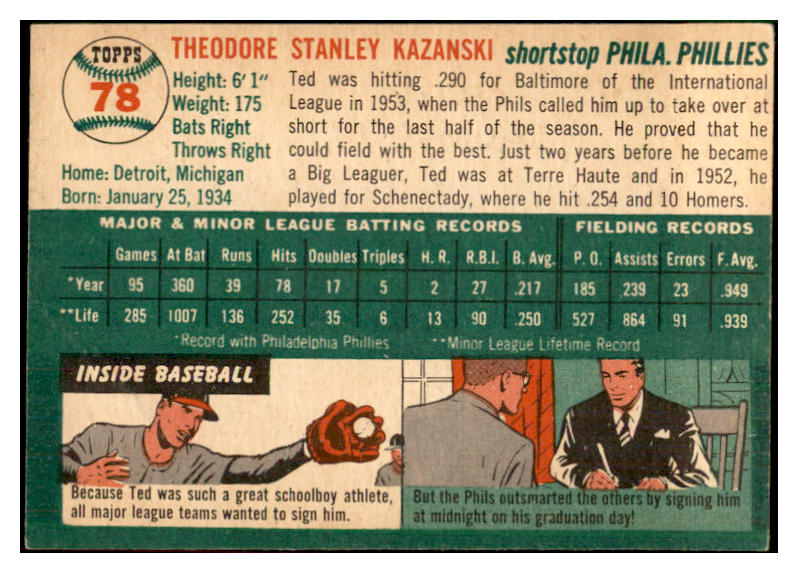 TOPPS
78
THEODORE STANLEY KAZANSKI shortstop PHILA. PHILLIES
Height: 6'1"
Weight: 175
Bats Right
Throws Right
Home: Detroit, Michigan
Born: January 25, 1934
Ted was hitting .290 for Baltimore of the International
League in 1953, when the Phils called him up to take over at
short for the last half of the season. He proved that he
could field with the best. Just two years before he became
a Big Leaguer, Ted was at Terre Haute and in 1952, he
played for Schenectady, where he hit .254 and 10 Homers.
MAJOR & MINOR LEAGUE BATTING RECORDS FIELDING RECORDS
Games At Bat Runs Hits Doubles Triples H. R. R.B.I. B. Avg. P. O. Assists Errors F. Avg.
*Year 95 360 39 78 17 5 2 27 .217 185 239 23 .949
**Life 285 1007 136 252 35 6 13 90 .250 527 864 91 .939
*Record with Philadelphia Phillies **Minor League Lifetime Record
INSIDE BASEBALL
Because Ted was such a great schoolboy athlete,
all major league teams wanted to sign him.
But the Phils outsmarted the others by signing him
at midnight on his graduation day!